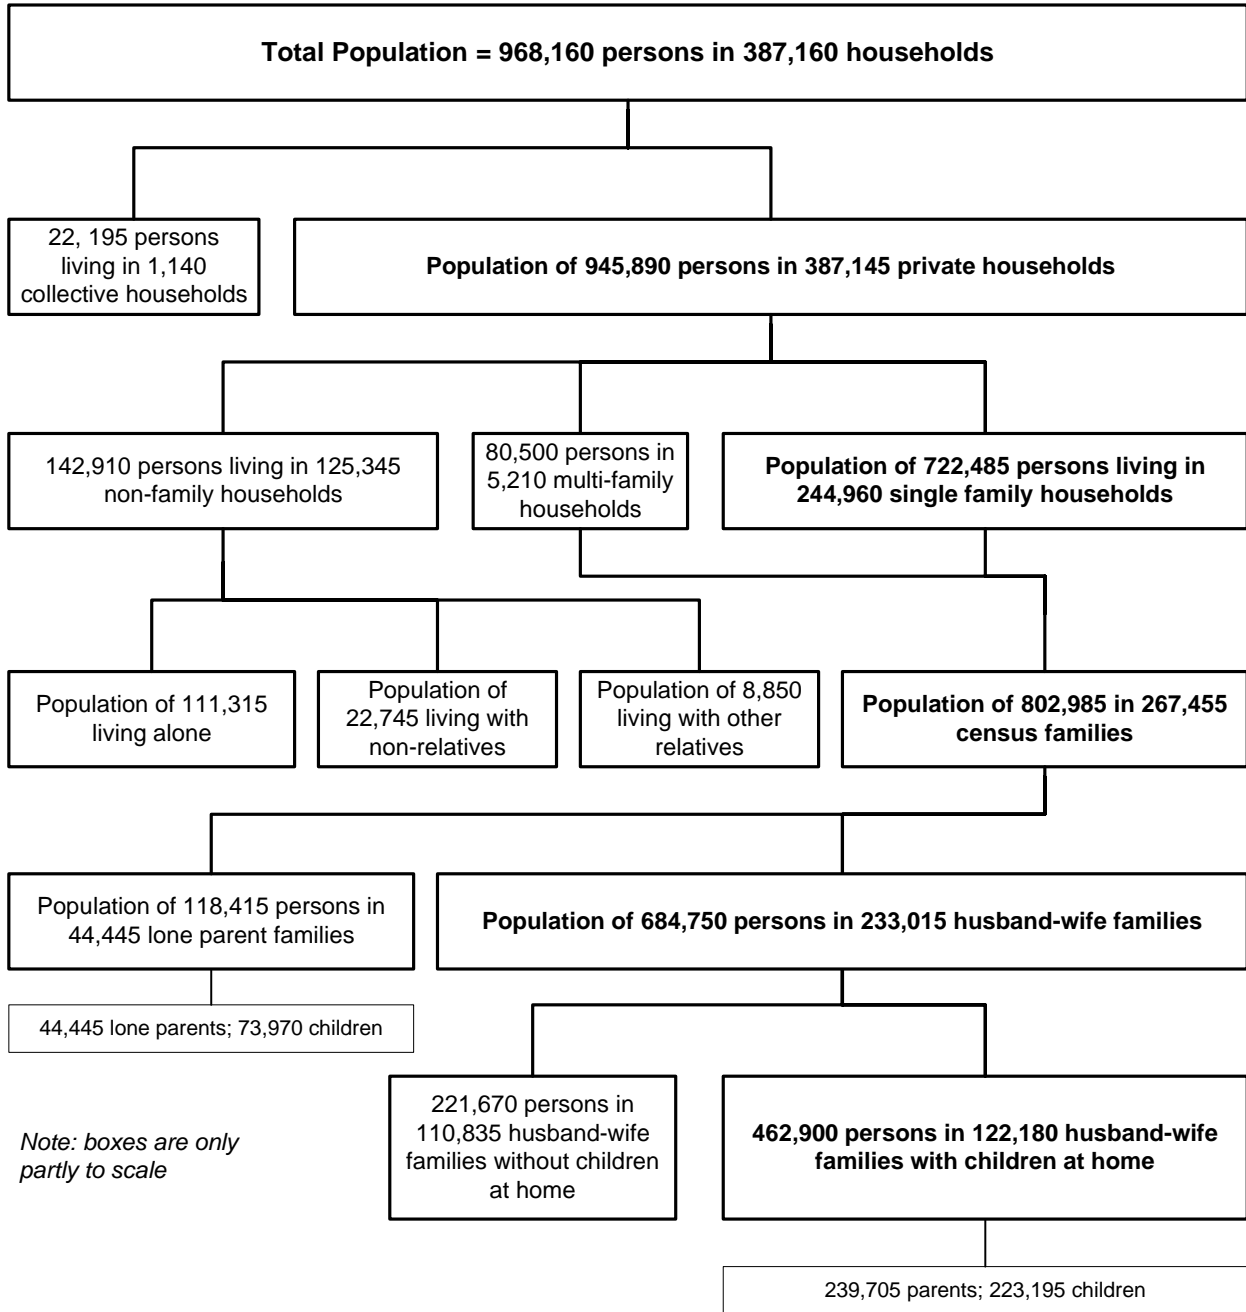 Total Population = 968,160 persons in 387,160 households
22, 195 persons
living in 1,140
collective households
Population of 945,890 persons in 387,145 private households
142,910 persons living in 125,345
non-family households
80,500 persons in
5,210 multi-family
households
Population of 722,485 persons living in
244,960 single family households
Population of 111,315
living alone
Population of
22,745 living with
non-relatives
Population of 8,850
living with other
relatives
Population of 802,985 in 267,455
census families
Population of 118,415 persons in
44,445 lone parent families
Population of 684,750 persons in 233,015 husband-wife families
44,445 lone parents; 73,970 children
Note: boxes are only
partly to scale
221,670 persons in
110,835 husband-wife
families without children
at home
462,900 persons in 122,180 husband-wife
families with children at home
239,705 parents; 223,195 children